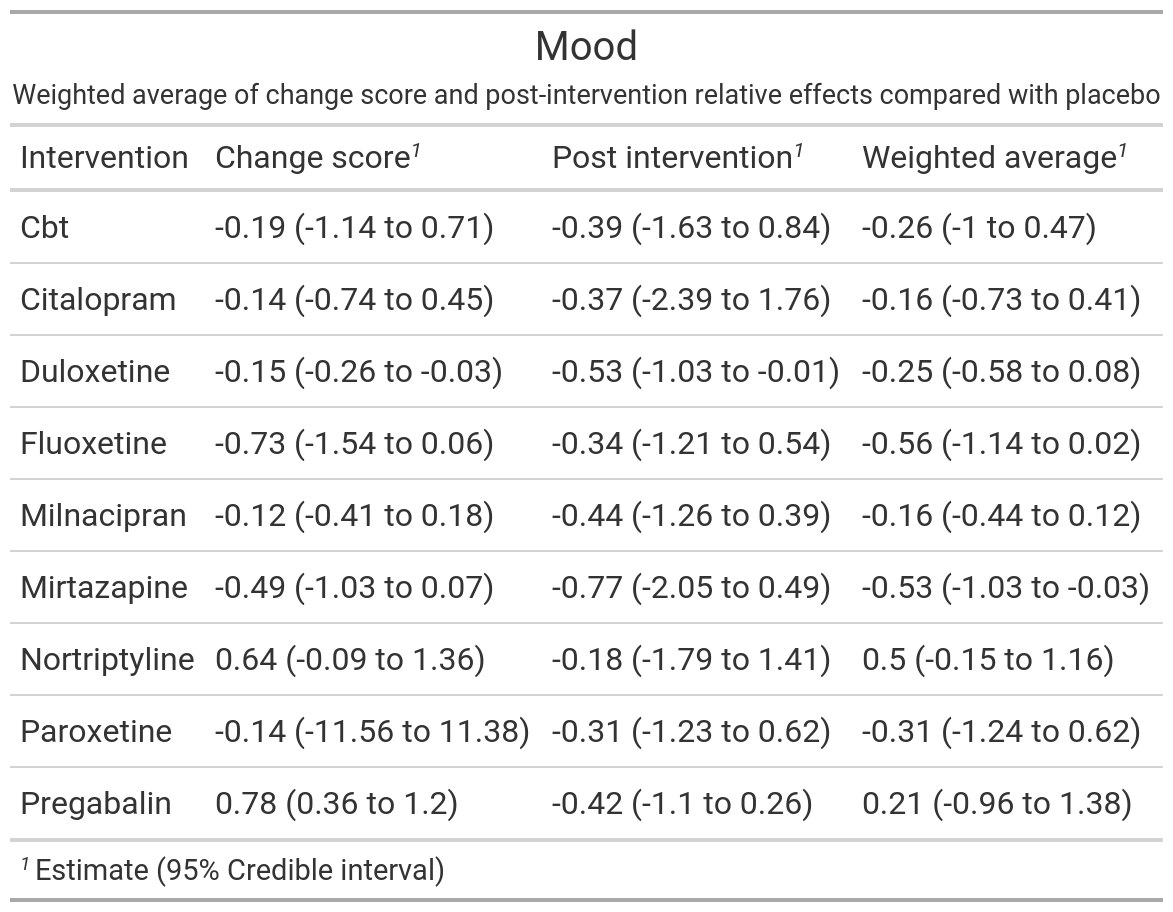 Mood
Weighted average of change score and post-intervention relative effects compared with placebo
Intervention Change score¹ Post intervention¹ Weighted average¹
Cbt -0.19 (-1.14 to 0.71) -0.39 (-1.63 to 0.84) -0.26 (-1 to 0.47)
Citalopram -0.14 (-0.74 to 0.45) -0.37 (-2.39 to 1.76) -0.16 (-0.73 to 0.41)
Duloxetine -0.15 (-0.26 to -0.03) -0.53 (-1.03 to -0.01) -0.25 (-0.58 to 0.08)
Fluoxetine -0.73 (-1.54 to 0.06) -0.34 (-1.21 to 0.54) -0.56 (-1.14 to 0.02)
Milnacipran -0.12 (-0.41 to 0.18) -0.44 (-1.26 to 0.39) -0.16 (-0.44 to 0.12)
Mirtazapine -0.49 (-1.03 to 0.07) -0.77 (-2.05 to 0.49) -0.53 (-1.03 to -0.03)
Nortriptyline 0.64 (-0.09 to 1.36) -0.18 (-1.79 to 1.41) 0.5 (-0.15 to 1.16)
Paroxetine -0.14 (-11.56 to 11.38) -0.31 (-1.23 to 0.62) -0.31 (-1.24 to 0.62)
Pregabalin 0.78 (0.36 to 1.2) -0.42 (-1.1 to 0.26) 0.21 (-0.96 to 1.38)
¹ Estimate (95% Credible interval)